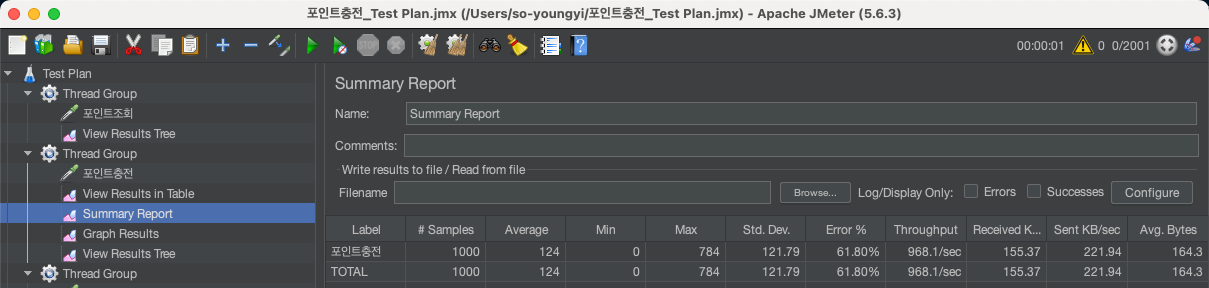 포인트충전_Test Plan.jmx (/Users/so-youngyi/포인트충전_Test Plan.jmx) - Apache JMeter (5.6.3)
STOP 00:00:01 0 0/2001
Test Plan
Thread Group
포인트조회
View Results Tree
Thread Group
포인트충전
View Results in Table
Summary Report
Graph Results
View Results Tree
Thread Group
Summary Report
Name: Summary Report
Comments:
Write results to file / Read from file
Filename Browse... Log/Display Only: Errors Successes Configure
Label # Samples Average Min Max Std. Dev. Error % Throughput Received K... Sent KB/sec Avg. Bytes
포인트충전 1000 124 0 784 121.79 61.80% 968.1/sec 155.37 221.94 164.3
TOTAL 1000 124 0 784 121.79 61.80% 968.1/sec 155.37 221.94 164.3